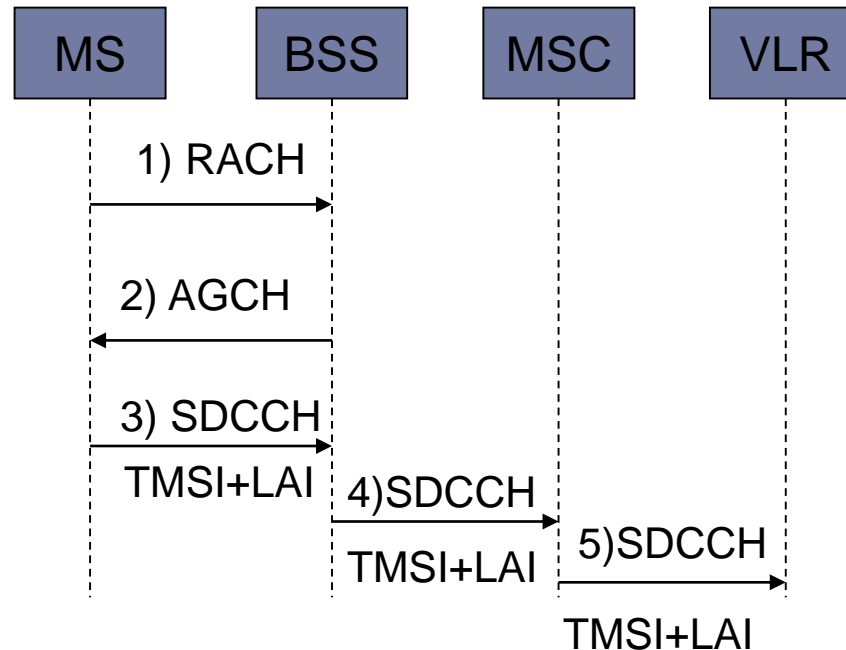 MS BSS MSC VLR
1) RACH
2) AGCH
3) SDCCH
TMSI+LAI
4)SDCCH
TMSI+LAI
5)SDCCH
TMSI+LAI